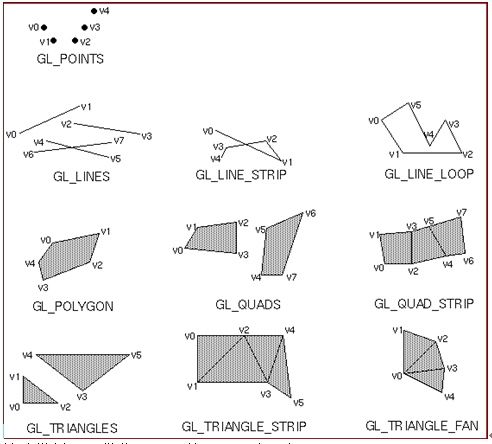 v4
v0 v3
v1 v2
GL_POINTS
v1
v2
v0 v3
v4 v7
v6 v5
GL_LINES
v0
v2
v3
v4
v1
GL_LINE_STRIP
v5
v0 v3
v4
v1 v2
GL_LINE_LOOP
v0 v1
v4 v2
v3
GL_POLYGON
v1 v2
v0
v3
GL_QUADS
v6
v5
v4 v7
v1 v3 v5 v7
v0 v2 v4 v6
GL_QUAD_STRIP
v4 v5
v1
v3
v0 v2
GL_TRIANGLES
v0 v2 v4
v1 v3
v5
GL_TRIANGLE_STRIP
v1
v2
v0 v3
v4
GL_TRIANGLE_FAN